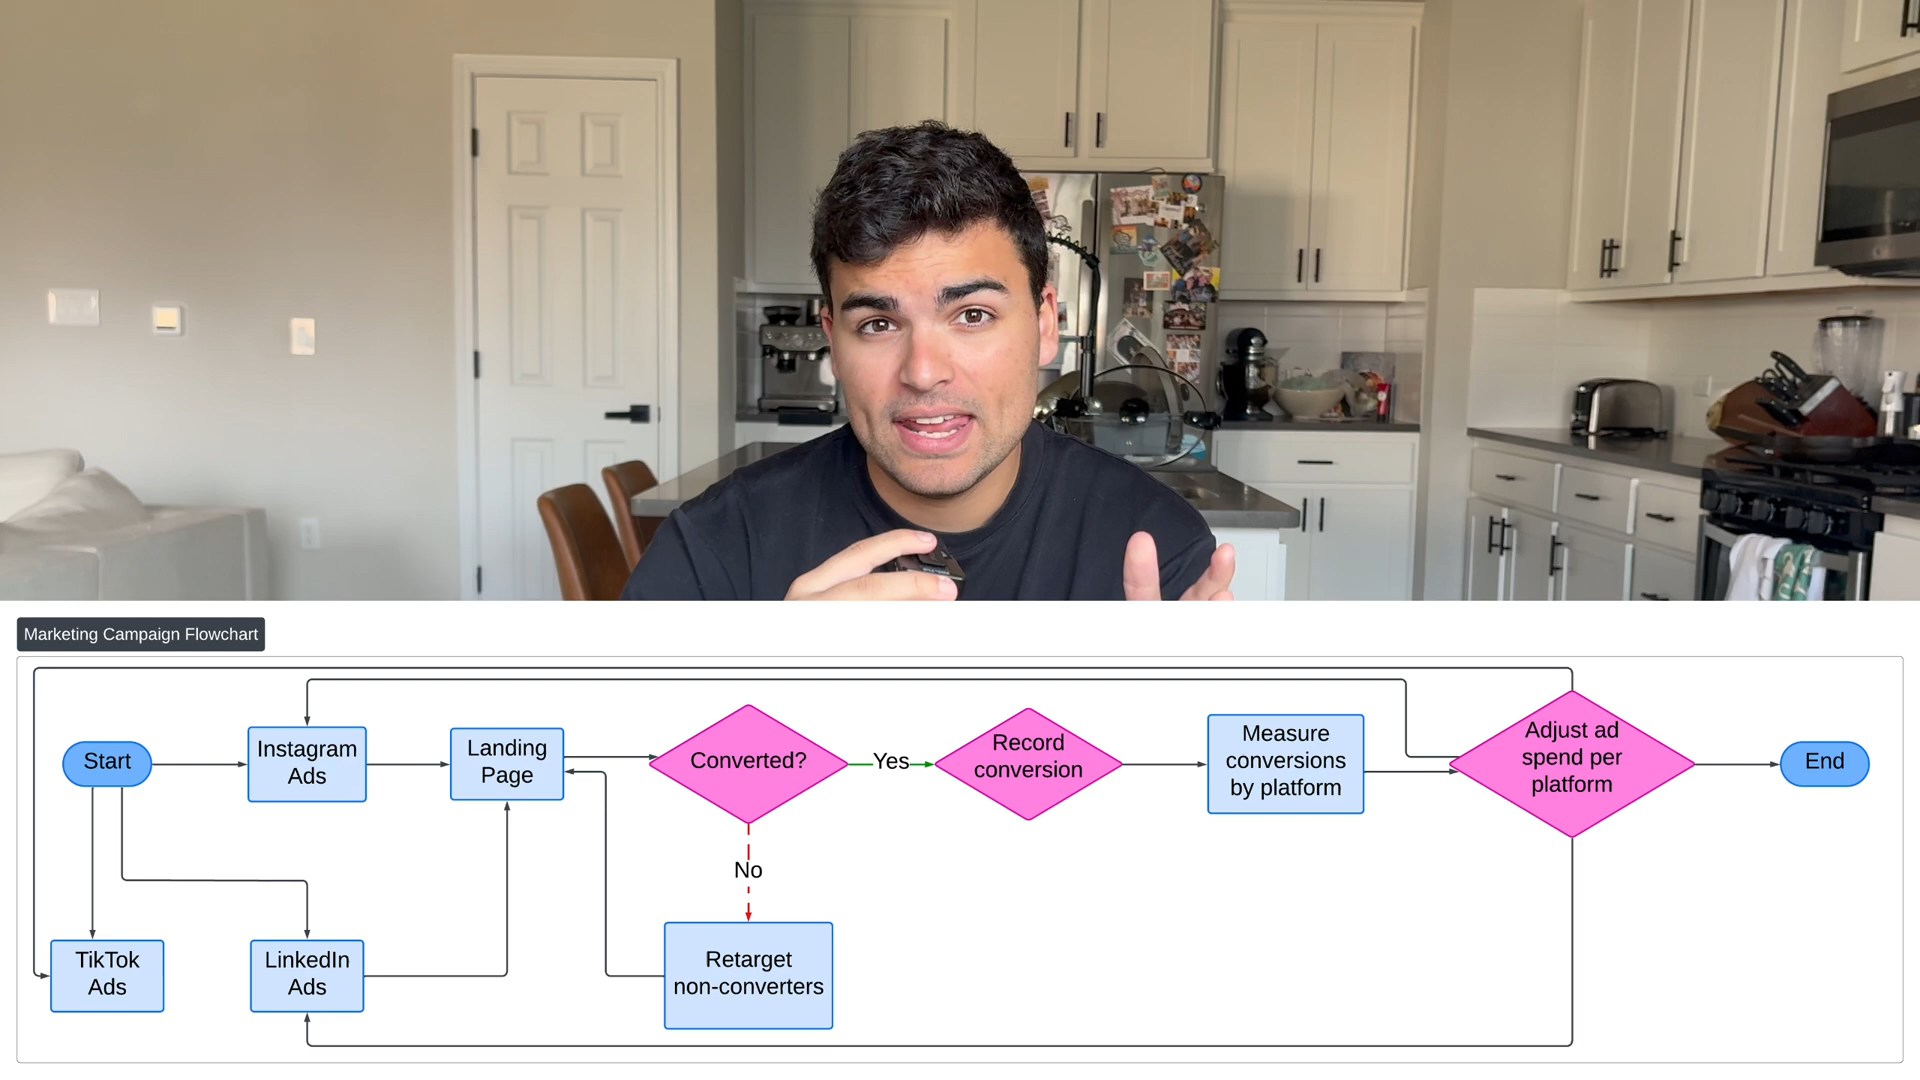 Marketing Campaign Flowchart
Start
Instagram
Ads
Landing
Page
Converted?
Yes
Record
conversion
Measure
conversions
by platform
Adjust ad
spend per
platform
End
No
TikTok
Ads
LinkedIn
Ads
Retarget
non-converters